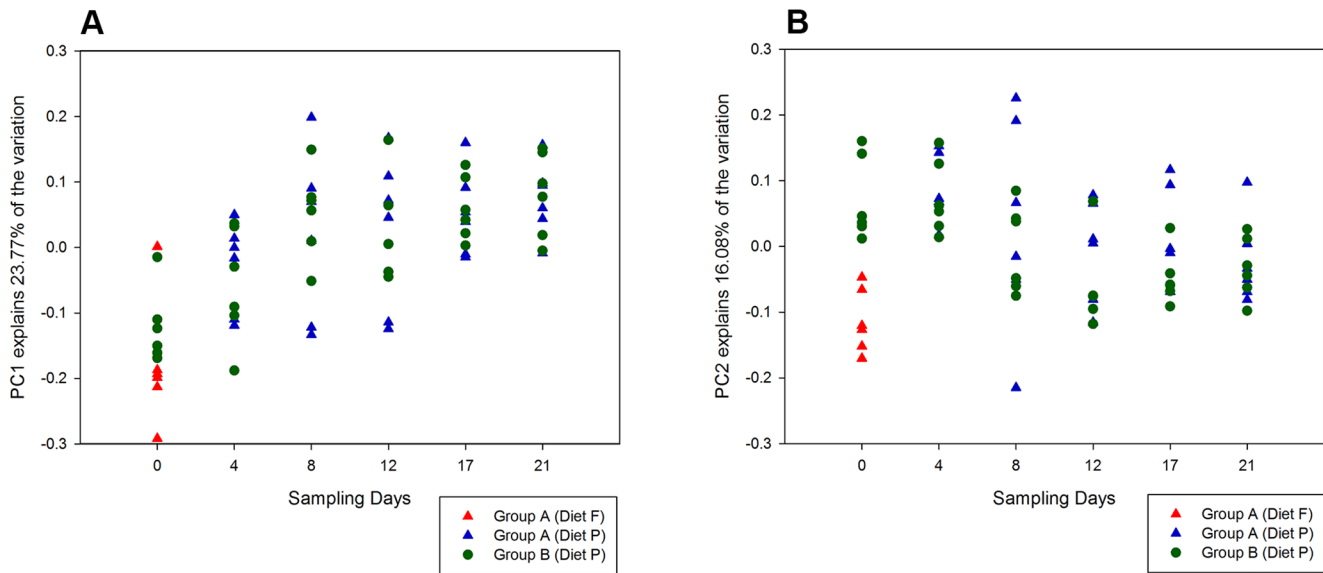 A
PC1 explains 23.77% of the variation
0.3
0.2
0.1
0.0
-0.1
-0.2
-0.3
0 4 8 12 17 21
Sampling Days
Group A (Diet F)
Group A (Diet P)
Group B (Diet P)
B
PC2 explains 16.08% of the variation
0.3
0.2
0.1
0.0
-0.1
-0.2
-0.3
0 4 8 12 17 21
Sampling Days
Group A (Diet F)
Group A (Diet P)
Group B (Diet P)